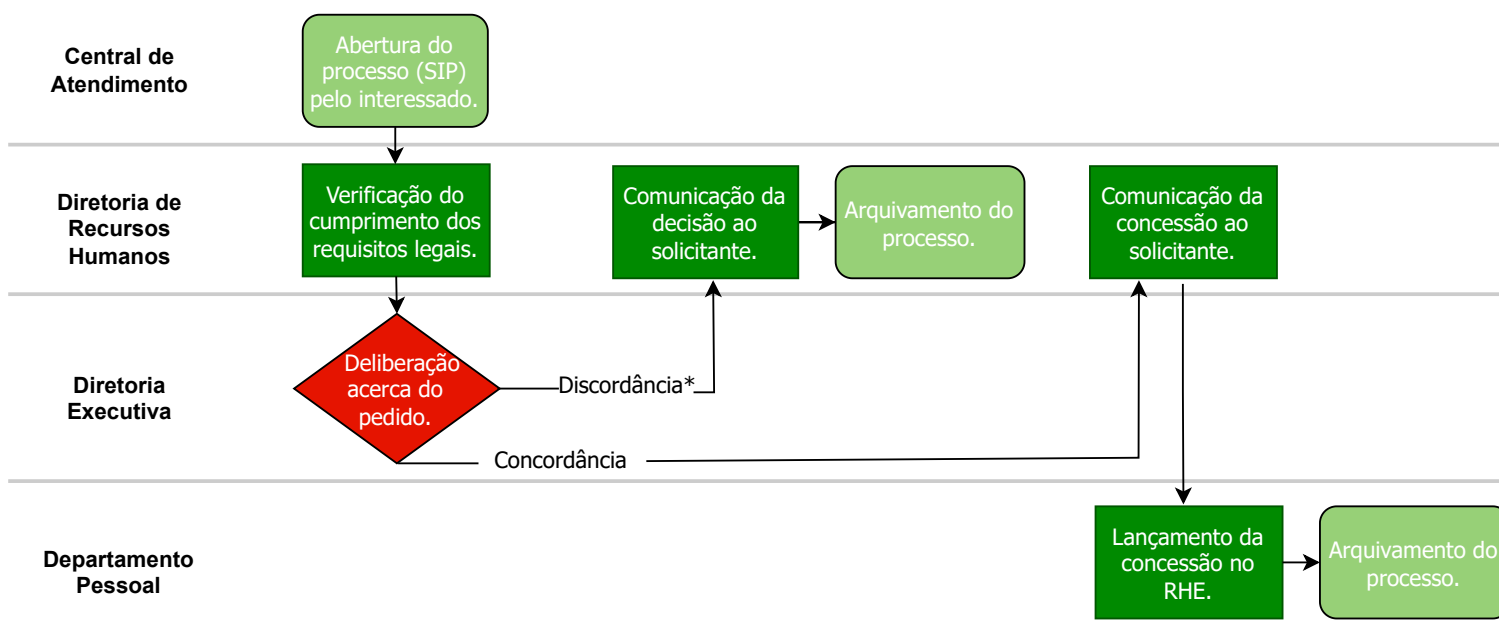 Central de
Atendimento
Abertura do
processo (SIP)
pelo interessado.
Diretoria de
Recursos
Humanos
Verificação do
cumprimento dos
requisitos legais.
Comunicação da
decisão ao
solicitante.
Arquivamento do
processo.
Comunicação da
concessão ao
solicitante.
Diretoria
Executiva
Deliberação
acerca do
pedido.
Discordância*
Concordância
Departamento
Pessoal
Lançamento da
concessão no
RHE.
Arquivamento do
processo.